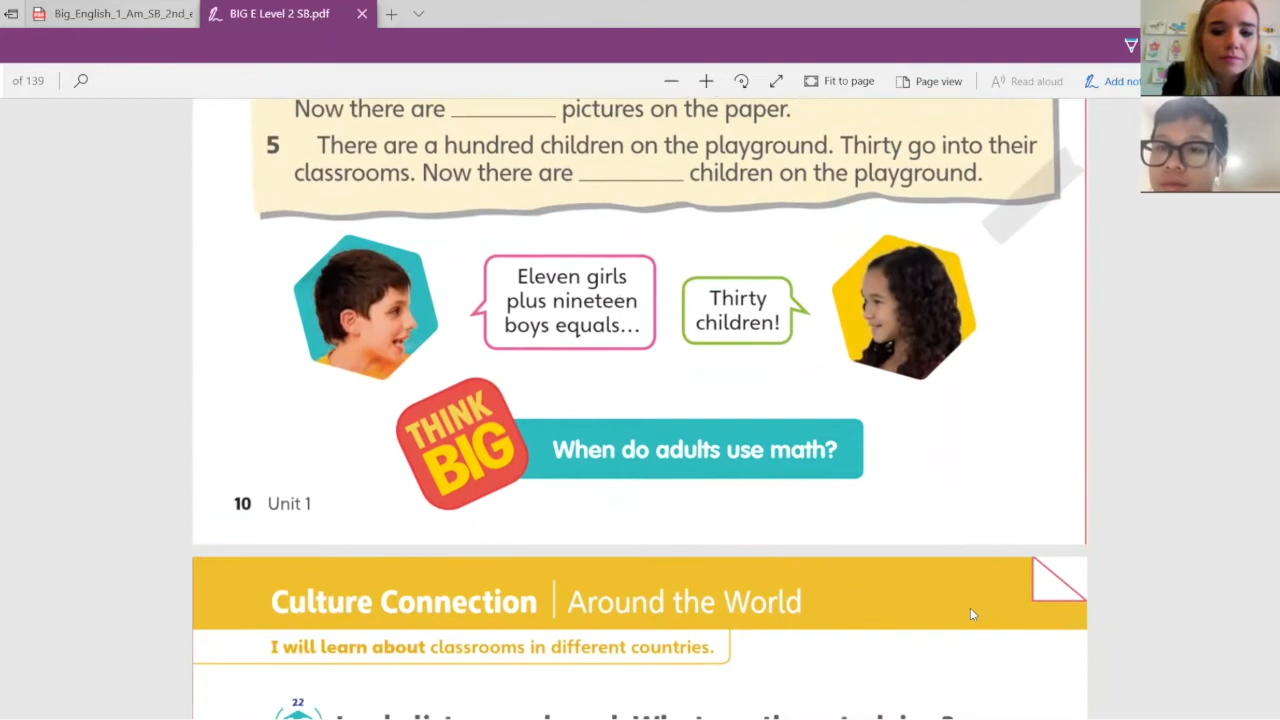 Big_English_1_Am_SB_2nd_e
BIG E Level 2 SB.pdf
of 139
Fit to page
Page view
Read aloud
Add not
Now there are _________ pictures on the paper.
5 There are a hundred children on the playground. Thirty go into their
classrooms. Now there are _________ children on the playground.
Eleven girls
plus nineteen
boys equals...
Thirty
children!
THINK
BIG
When do adults use math?
10 Unit 1
Culture Connection | Around the World
I will learn about classrooms in different countries.
22